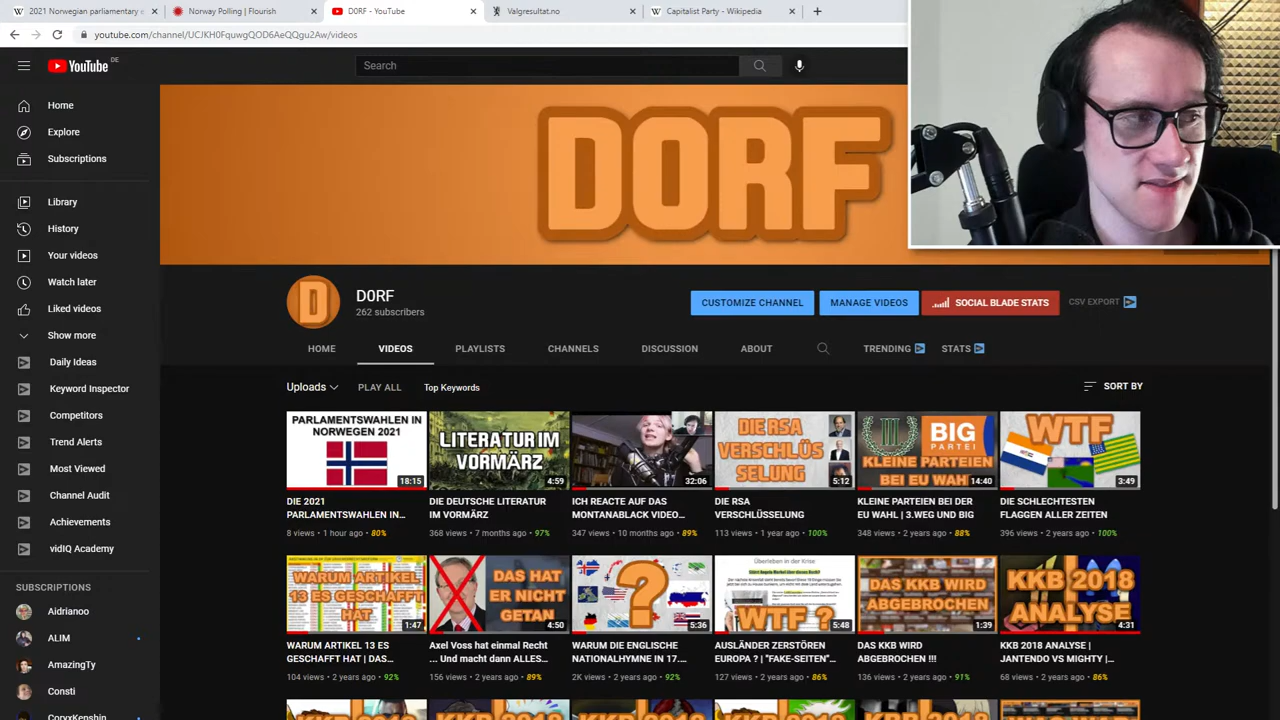 2021 Norwegian parliamentary e
Norway Polling | Flourish
D0RF - YouTube
Valgresultat.no
Capitalist Party - Wikipedia
youtube.com/channel/UCJKH0FquwgQOD6AeQQgu2Aw/videos
YouTube DE
Search
Home
Explore
Subscriptions
Library
History
Your videos
Watch later
Liked videos
Show more
Daily Ideas
Keyword Inspector
Competitors
Trend Alerts
Most Viewed
Channel Audit
Achievements
vidIQ Academy
Adrianoo
ALIM
AmazingTy
Consti
CoryxKenshin
DORF
D
D0RF
262 subscribers
CUSTOMIZE CHANNEL
MANAGE VIDEOS
SOCIAL BLADE STATS
CSV EXPORT
HOME
VIDEOS
PLAYLISTS
CHANNELS
DISCUSSION
ABOUT
TRENDING
STATS
Uploads
PLAY ALL
Top Keywords
SORT BY
PARLAMENTSWAHLEN IN
NORWEGEN 2021
18:15
DIE 2021
PARLAMENTSWAHLEN IN...
8 views • 1 hour ago • 80%
LITERATUR IM
VORMÄRZ
4:59
DIE DEUTSCHE LITERATUR
IM VORMÄRZ
368 views • 7 months ago • 97%
32:06
ICH REACTE AUF DAS
MONTANABLACK VIDEO...
347 views • 10 months ago • 89%
DIE RSA
VERSCHLÜS
SELUNG
5:12
DIE RSA
VERSCHLÜSSELUNG
113 views • 1 year ago • 100%
III
BIG
PARTEI
KLEINE PARTEIEN
BEI EU WAH
14:40
KLEINE PARTEIEN BEI DER
EU WAHL | 3.WEG UND BIG
348 views • 2 years ago • 88%
WTF
3:49
DIE SCHLECHTESTEN
FLAGGEN ALLER ZEITEN
396 views • 2 years ago • 100%
WARUM ARTIKEL
13 ES
GESCHAFFT
HAT
1:47
WARUM ARTIKEL 13 ES
GESCHAFFT HAT | DAS...
104 views • 2 years ago • 92%
DAS HAT
ER NICHT
GETAN
4:50
Axel Voss hat einmal Recht
... Und macht dann ALLES...
156 views • 2 years ago • 89%
?
5:36
WARUM DIE ENGLISCHE
NATIONALHYMNE IN 17....
2K views • 2 years ago • 92%
Überleben in der Krise:
WTF ?
5:48
AUSLÄNDER ZERSTÖREN
EUROPA ? | "FAKE-SEITEN"...
127 views • 2 years ago • 86%
DAS KKB WIRD
ABGEBROCHEN
1:39
DAS KKB WIRD
ABGEBROCHEN !!!
136 views • 2 years ago • 91%
KKB 2018
ANALYSE
4:31
KKB 2018 ANALYSE |
JANTENDO VS MIGHTY |...
68 views • 2 years ago • 86%